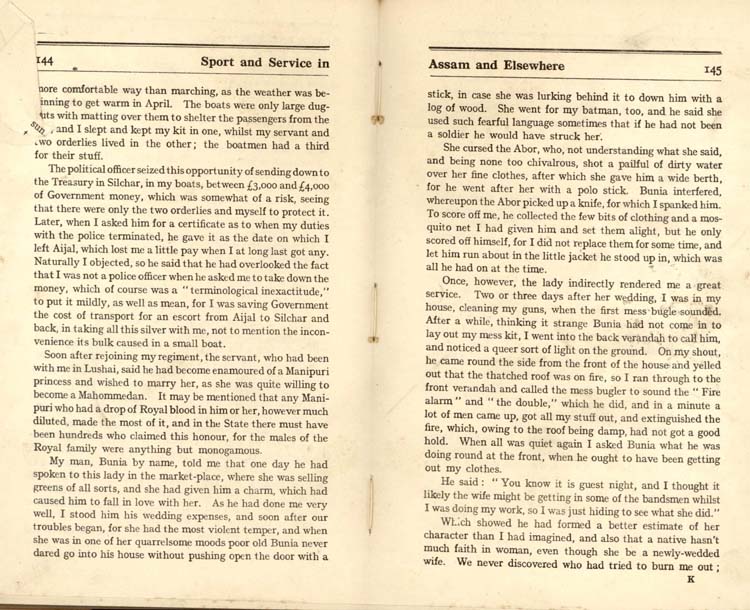 144 Sport and Service in
more comfortable way than marching, as the weather was be-
inning to get warm in April. The boats were only large dug-
uts with matting over them to shelter the passengers from the
sun, and I slept and kept my kit in one, whilst my servant and
two orderlies lived in the other; the boatmen had a third
for their stuff.
The political officer seized this opportunity of sending down to
the Treasury in Silchar, in my boats, between £3,000 and £4,000
of Government money, which was somewhat of a risk, seeing
that there were only the two orderlies and myself to protect it.
Later, when I asked him for a certificate as to when my duties
with the police terminated, he gave it as the date on which I
left Aijal, which lost me a little pay when I at long last got any.
Naturally I objected, so he said that he had overlooked the fact
that I was not a police officer when he asked me to take down the
money, which of course was a "terminological inexactitude,"
to put it mildly, as well as mean, for I was saving Government
the cost of transport for an escort from Aijal to Silchar and
back, in taking all this silver with me, not to mention the incon-
venience its bulk caused in a small boat.
Soon after rejoining my regiment, the servant, who had been
with me in Lushai, said he had become enamoured of a Manipuri
princess and wished to marry her, as she was quite willing to
become a Mahommedan. It may be mentioned that any Mani-
puri who had a drop of Royal blood in him or her, however much
diluted, made the most of it, and in the State there must have
been hundreds who claimed this honour, for the males of the
Royal family were anything but monogamous.
My man, Bunia by name, told me that one day he had
spoken to this lady in the market-place, where she was selling
greens of all sorts, and she had given him a charm, which had
caused him to fall in love with her. As he had done me very
well, I stood him his wedding expenses, and soon after our
troubles began, for she had the most violent temper, and when
she was in one of her quarrelsome moods poor old Bunia never
dared go into his house without pushing open the door with a
Assam and Elsewhere 145
stick, in case she was lurking behind it to down him with a
log of wood. She went for my batman, too, and he said she
used such fearful language sometimes that if he had not been
a soldier he would have struck her.
She cursed the Abor, who, not understanding what she said,
and being none too chivalrous, shot a pailful of dirty water
over her fine clothes, after which she gave him a wide berth,
for he went after her with a polo stick. Bunia interfered,
whereupon the Abor picked up a knife, for which I spanked him.
To score off me, he collected the few bits of clothing and a mos-
quito net I had given him and set them alight, but he only
scored off himself, for I did not replace them for some time, and
let him run about in the little jacket he stood up in, which was
all he had on at the time.
Once, however, the lady indirectly rendered me a great
service. Two or three days after her wedding, I was in my
house, cleaning my guns, when the first mess bugle sounded.
After a while, thinking it strange Bunia had not come in to
lay out my mess kit, I went into the back verandah to call him,
and noticed a queer sort of light on the ground. On my shout,
he came round the side from the front of the house and yelled
out that the thatched roof was on fire, so I ran through to the
front verandah and called the mess bugler to sound the "Fire
alarm" and "the double," which he did, and in a minute a
lot of men came up, got all my stuff out, and extinguished the
fire, which, owing to the roof being damp, had not got a good
hold. When all was quiet again I asked Bunia what he was
doing round at the front, when he ought to have been getting
out my clothes.
He said: "You know it is guest night, and I thought it
likely the wife might be getting in some of the bandsmen whilst
I was doing my work, so I was just hiding to see what she did."
Which showed he had formed a better estimate of her
character than I had imagined, and also that a native hasn't
much faith in woman, even though she be a newly-wedded
wife. We never discovered who had tried to burn me out;
K